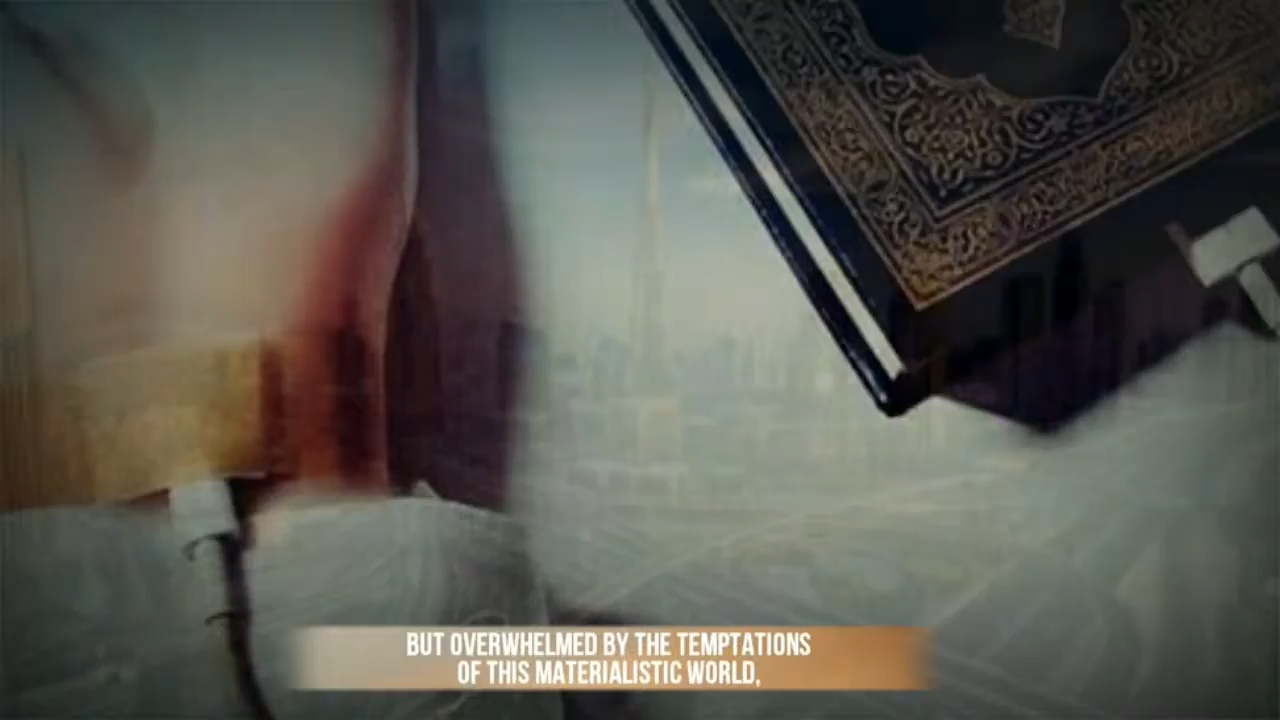 BUT OVERWHELMED BY THE TEMPTATIONS
OF THIS MATERIALISTIC WORLD,